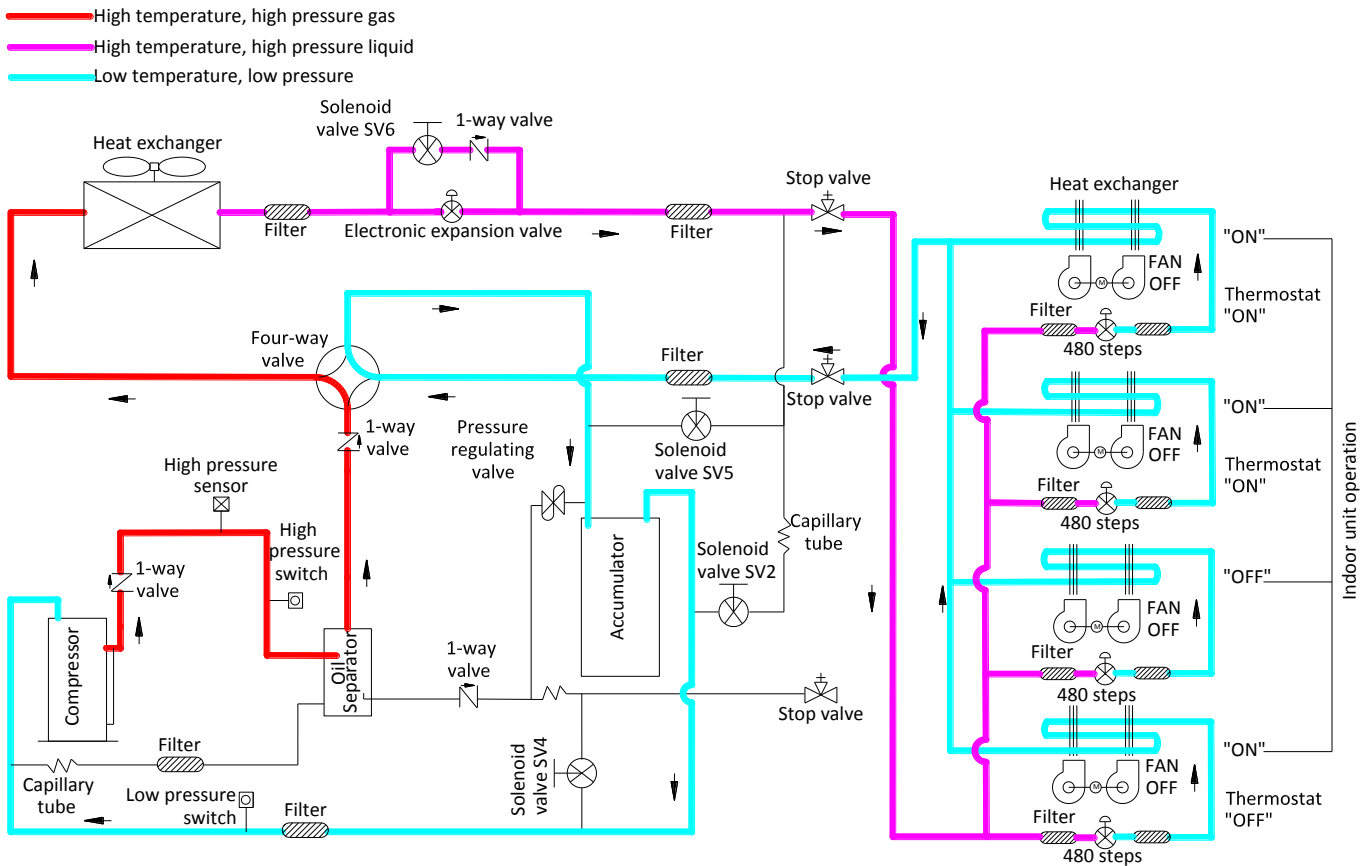 High temperature, high pressure gas
High temperature, high pressure liquid
Low temperature, low pressure
Solenoid
valve SV6
1-way valve
Heat exchanger
Filter
Electronic expansion valve
Filter
Stop valve
Heat exchanger
"ON"
FAN
OFF
Thermostat
"ON"
Filter
M
480 steps
Four-way
valve
Filter
Stop valve
1-way
valve
Pressure
regulating
valve
Solenoid
valve SV5
"ON"
FAN
OFF
Thermostat
"ON"
Filter
M
480 steps
High pressure
sensor
High
pressure
switch
1-way
valve
Capillary
tube
Solenoid
valve SV2
Accumulator
"OFF"
FAN
OFF
Filter
M
480 steps
Indoor unit operation
Compressor
Oil
Separator
1-way
valve
Stop valve
Filter
Capillary
tube
Low pressure
switch
Filter
Solenoid
valve SV4
"ON"
FAN
OFF
Thermostat
"OFF"
Filter
M
480 steps